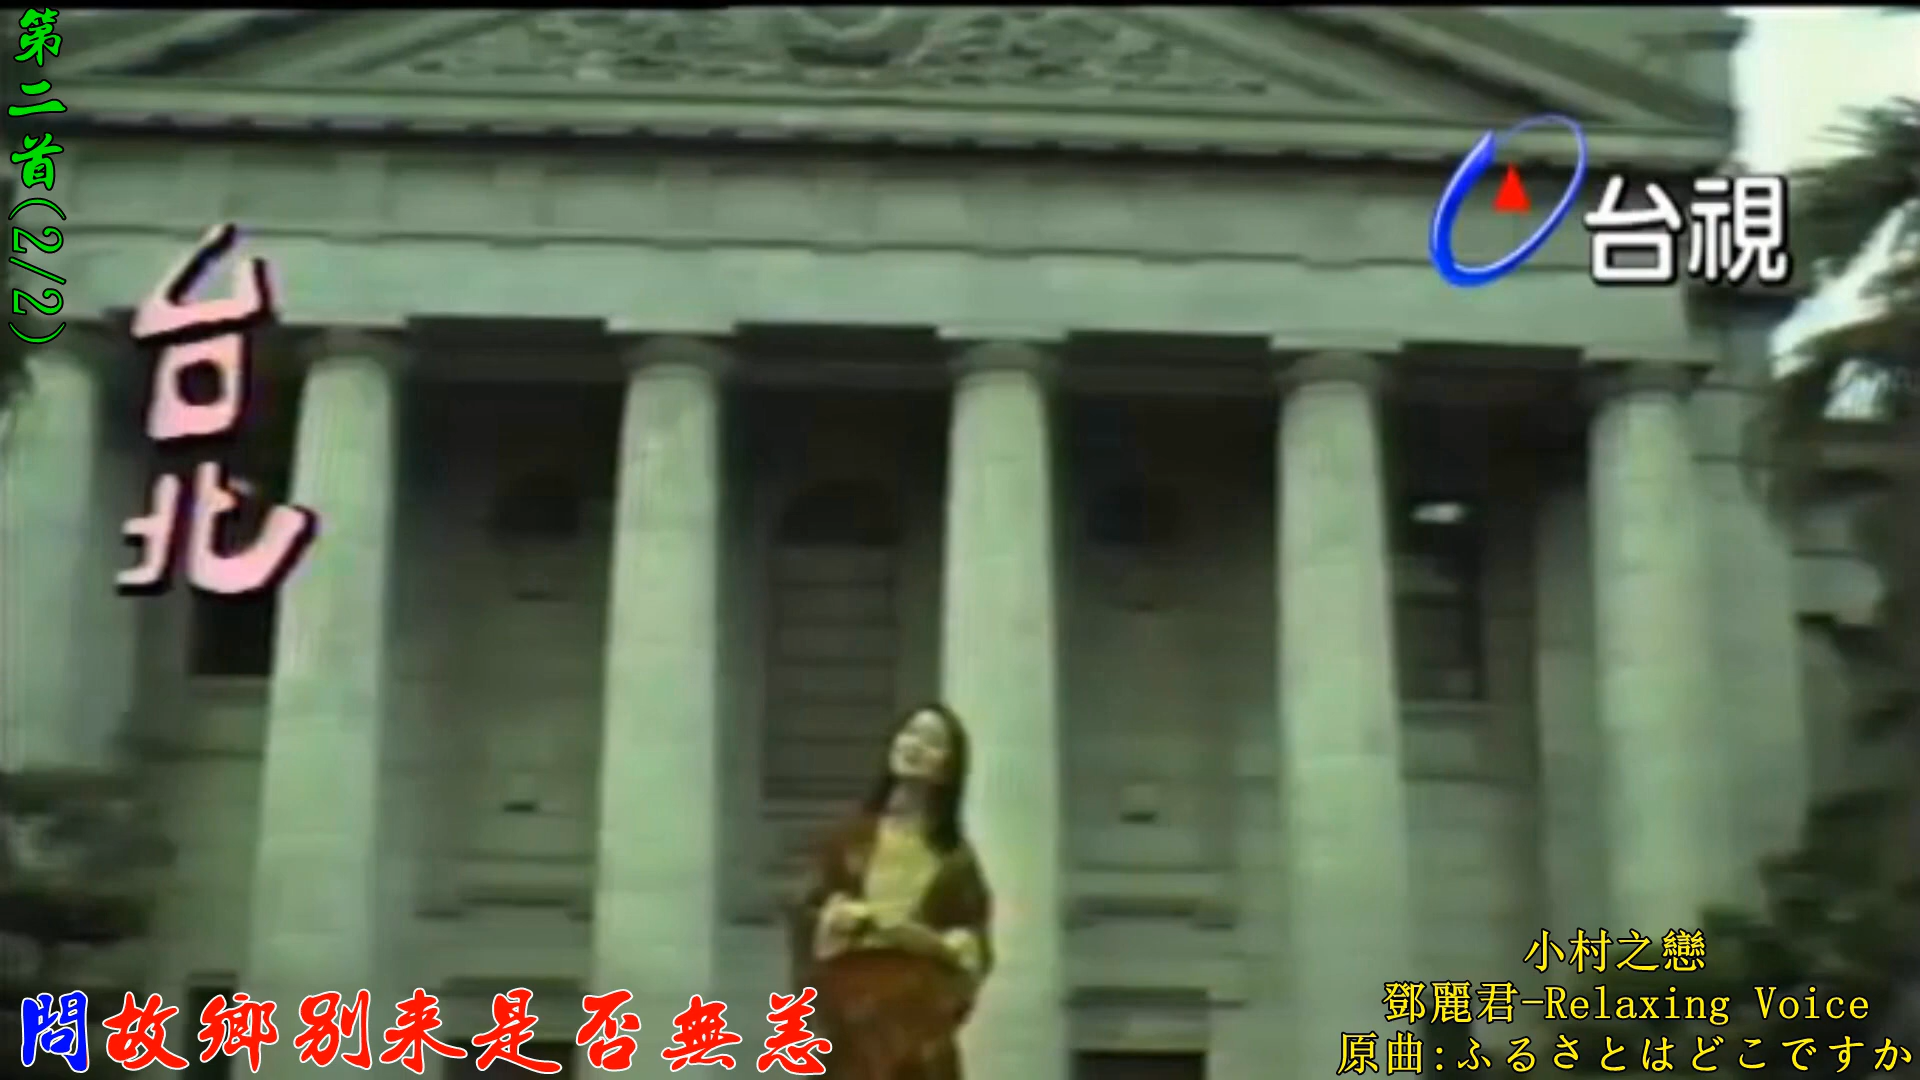 第二首(2/2)
台北
台視
小村之戀
鄧麗君-Relaxing Voice
原曲:ふるさとはどこですか
問故鄉别来是否無恙